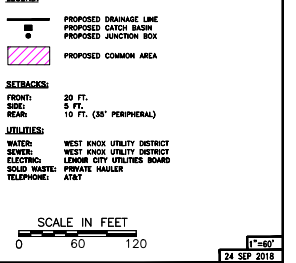 LEGEND:
PROPOSED DRAINAGE LINE
PROPOSED CATCH BASIN
PROPOSED JUNCTION BOX
PROPOSED COMMON AREA
SETBACKS:
FRONT: 20 FT.
SIDE: 5 FT.
REAR: 10 FT. (35' PERIPHERAL)
UTILITIES:
WATER: WEST KNOX UTILITY DISTRICT
SEWER: WEST KNOX UTILITY DISTRICT
ELECTRIC: LENOIR CITY UTILITIES BOARD
SOLID WASTE: PRIVATE HAULER
TELEPHONE: AT&T
SCALE IN FEET
0 60 120
1"=60'
24 SEP 2018